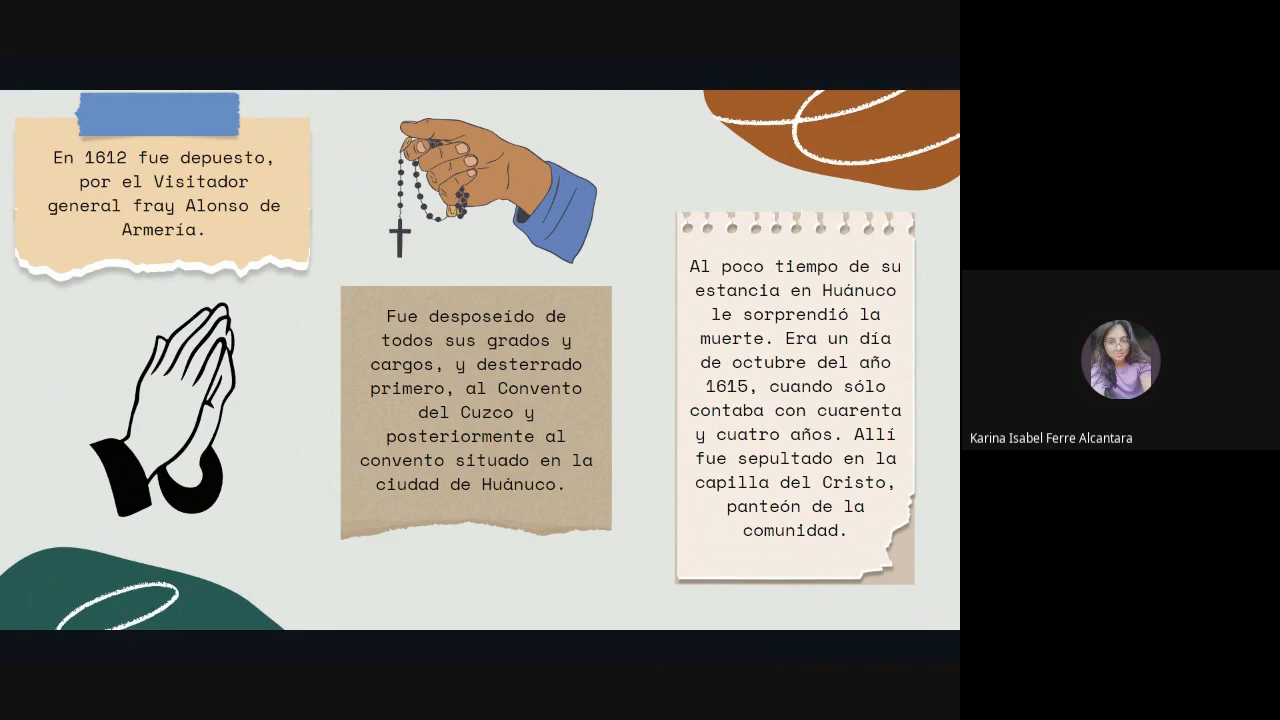 En 1612 fue depuesto,
por el Visitador
general fray Alonso de
Armería.
Fue desposeído de
todos sus grados y
cargos, y desterrado
primero, al Convento
del Cuzco y
posteriormente al
convento situado en la
ciudad de Huánuco.
Al poco tiempo de su
estancia en Huánuco
le sorprendió la
muerte. Era un día
de octubre del año
1615, cuando sólo
contaba con cuarenta
y cuatro años. Allí
fue sepultado en la
capilla del Cristo,
panteón de la
comunidad.
Karina Isabel Ferre Alcantara